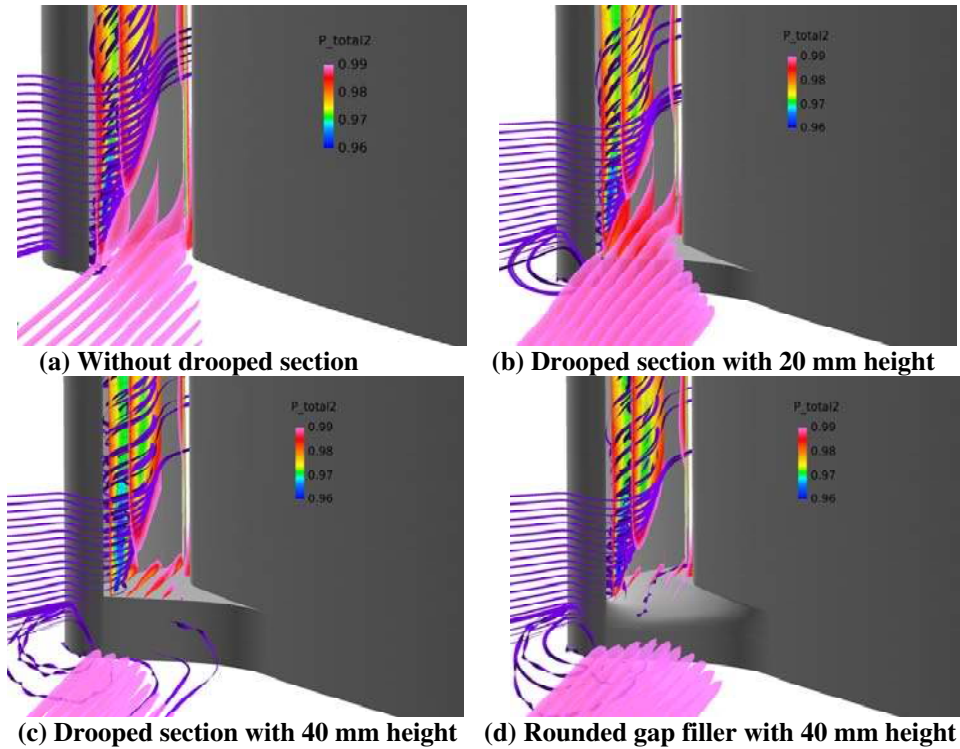 P_total2
0.99
0.98
0.97
0.96
P_total2
0.99
0.98
0.97
0.96
(a) Without drooped section
(b) Drooped section with 20 mm height
P_total2
0.99
0.98
0.97
0.96
P_total2
0.99
0.98
0.97
0.96
(c) Drooped section with 40 mm height
(d) Rounded gap filler with 40 mm height